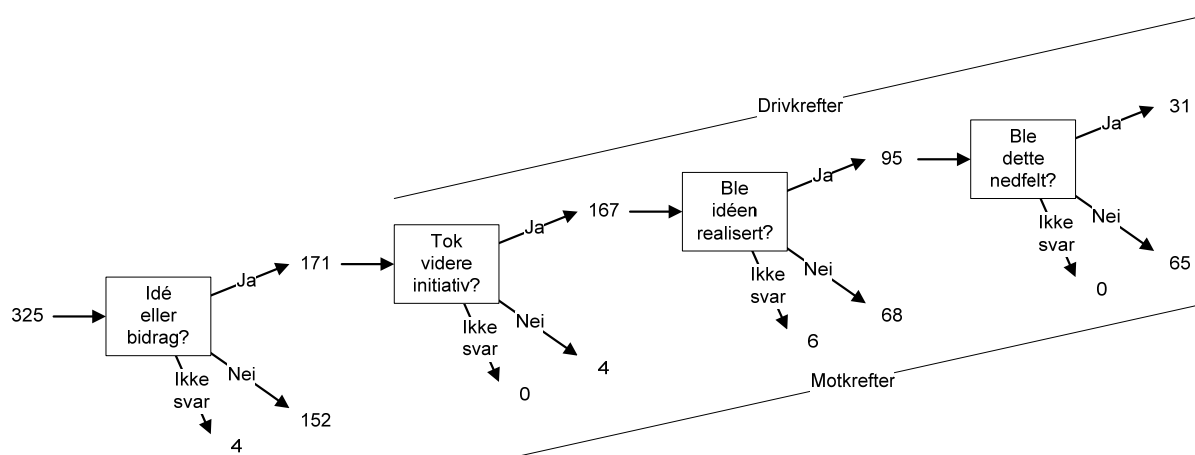 Drivkrefter
325
Idé
eller
bidrag?
Ja
171
Nei
152
Ikke
svar
4
Tok
videre
initiativ?
Ja
167
Nei
4
Ikke
svar
0
Ble
idéen
realisert?
Ja
95
Nei
68
Ikke
svar
6
Ble
dette
nedfelt?
Ja
31
Nei
65
Ikke
svar
0
Motkrefter